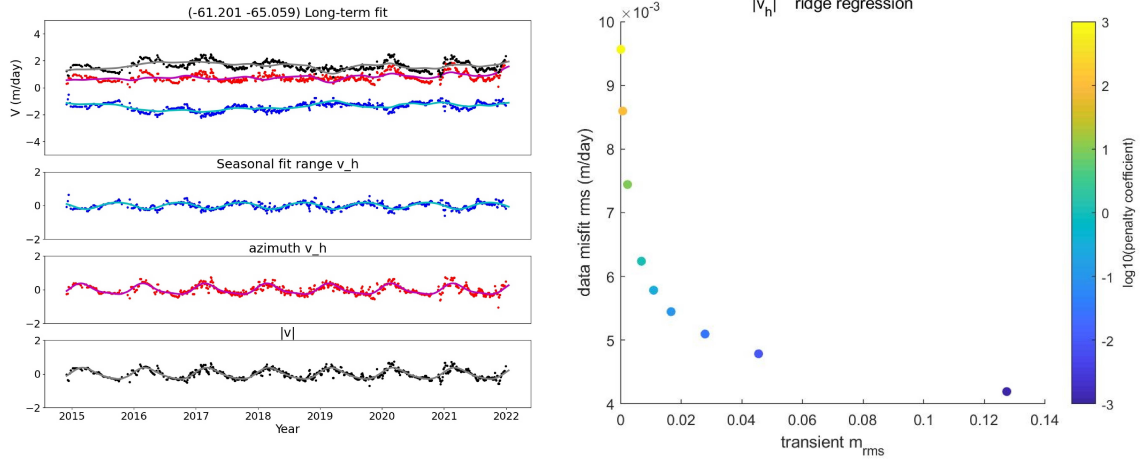 (-61.201 -65.059) Long-term fit
4
2
0
−2
−4
V (m/day)
Seasonal fit range v_h
2
0
−2
azimuth v_h
2
0
−2
|v|
2
0
−2
2015 2016 2017 2018 2019 2020 2021 2022
Year
|v_h| ridge regression
×10^-3
10
9
8
7
6
5
4
data misfit rms (m/day)
0 0.02 0.04 0.06 0.08 0.1 0.12 0.14
transient m_rms
3
2
1
0
-1
-2
-3
log10(penalty coefficient)